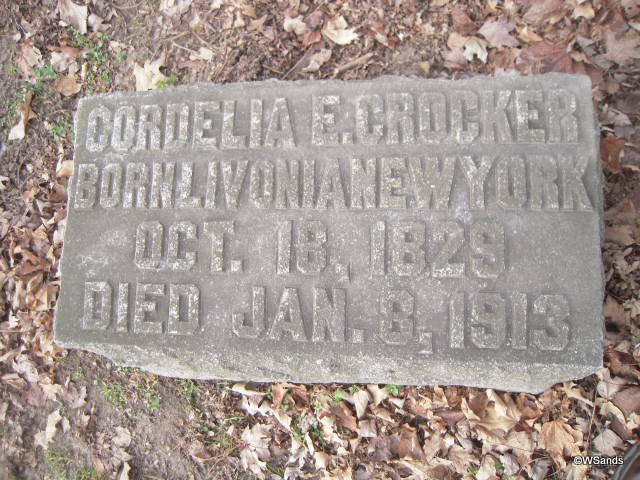 CORDELIA E. CROCKER
BORN LIVONIA NEW YORK
OCT. 18, 1829
DIED JAN. 8, 1913
©WSands